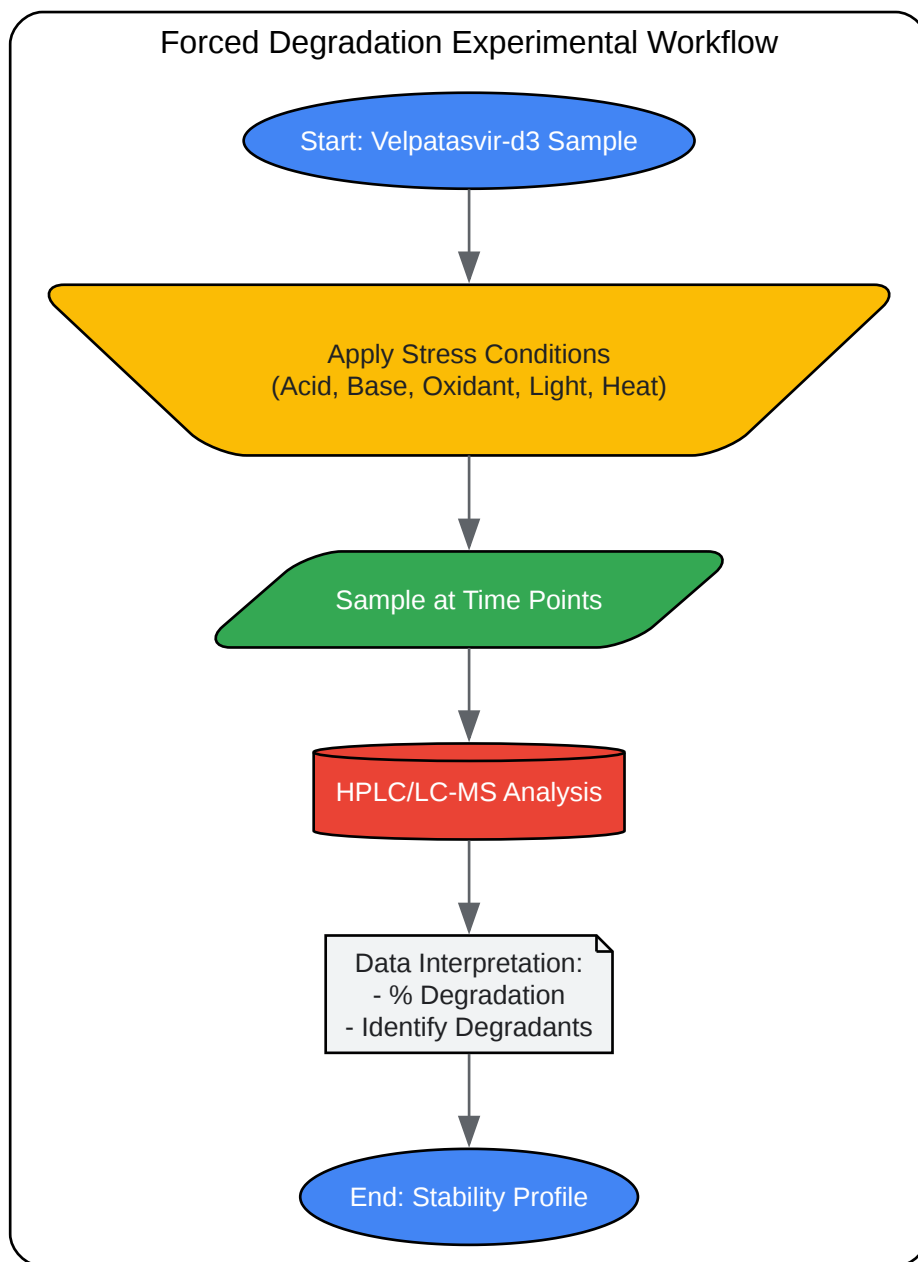 Forced Degradation Experimental Workflow
Start: Velpatasvir-d3 Sample
Apply Stress Conditions
(Acid, Base, Oxidant, Light, Heat)
Sample at Time Points
HPLC/LC-MS Analysis
Data Interpretation:
- % Degradation
- Identify Degradants
End: Stability Profile